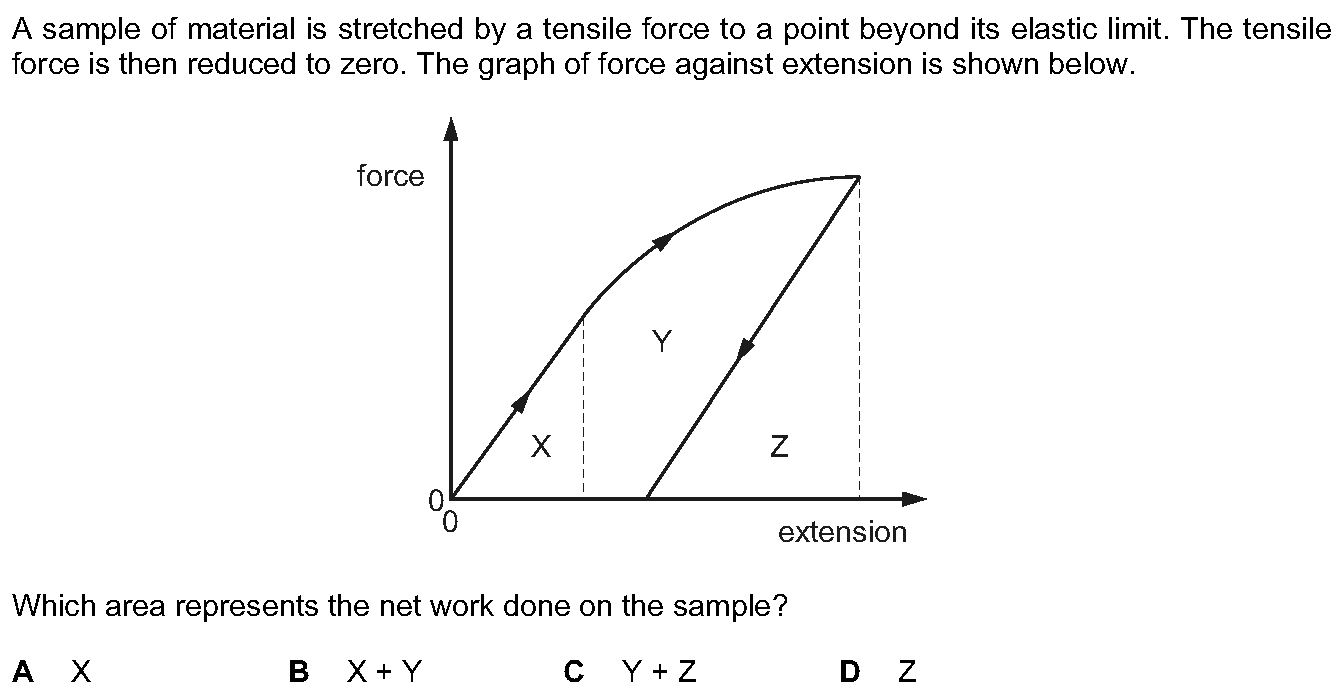 A sample of material is stretched by a tensile force to a point beyond its elastic limit. The tensile
force is then reduced to zero. The graph of force against extension is shown below.
force
Y
X
Z
0
0
extension
Which area represents the net work done on the sample?
A X B X + Y C Y + Z D Z